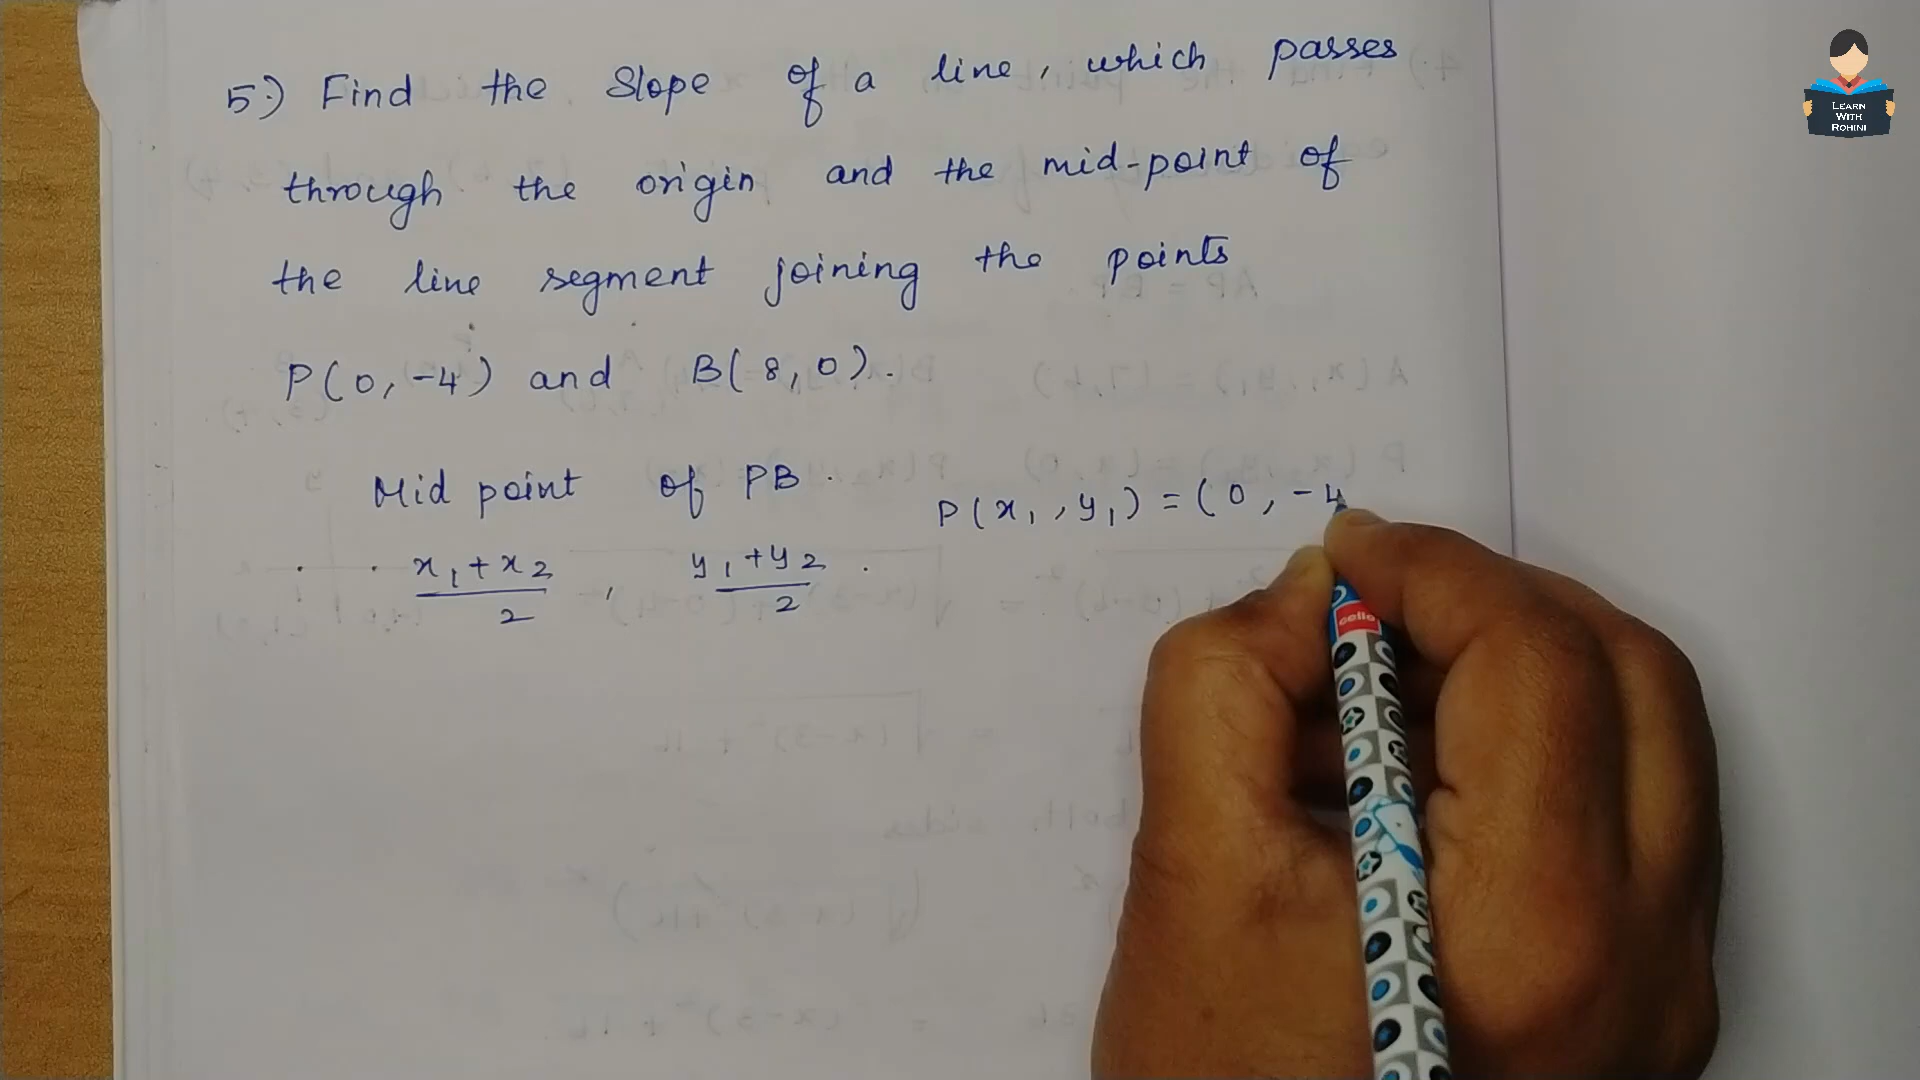 5.) Find the Slope of a line, which passes
through the origin and the mid-point of
the line segment joining the points
P(0, -4) and B(8, 0).
Mid point of PB.
P(x₁, y₁) = (0, -4
x₁+x₂/2 , y₁+y₂/2
LEARN
WITH
ROHINI
cello